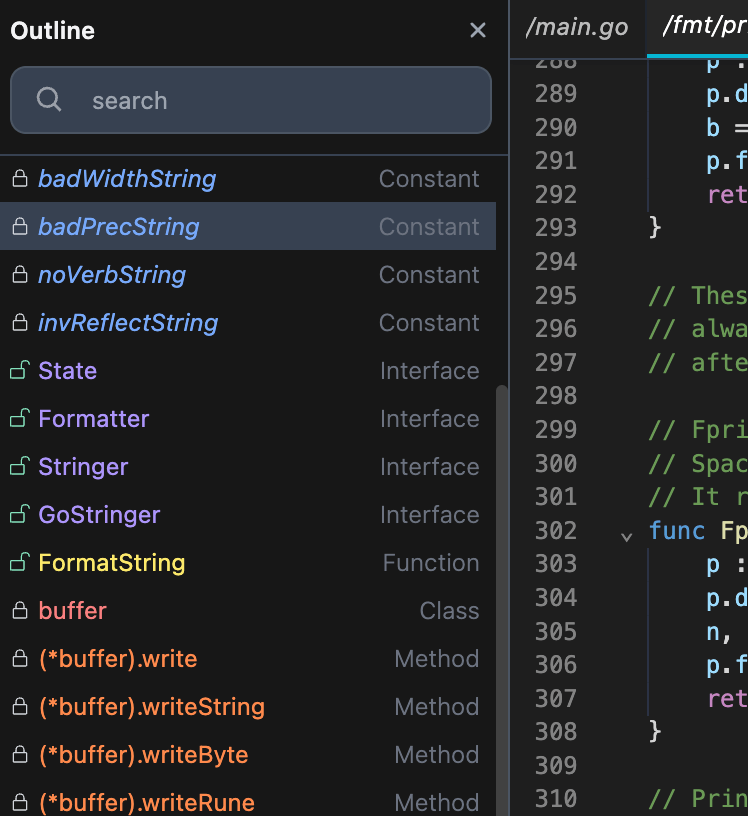 Outline
search
badWidthString Constant
badPrecString Constant
noVerbString Constant
invReflectString Constant
State Interface
Formatter Interface
Stringer Interface
GoStringer Interface
FormatString Function
buffer Class
(*buffer).write Method
(*buffer).writeString Method
(*buffer).writeByte Method
(*buffer).writeRune Method
/main.go /fmt/pr
288 p :
289 p.d
290 b =
291 p.f
292 ret
293 }
294
295 // Thes
296 // alwa
297 // afte
298
299 // Fpri
300 // Spac
301 // It r
302 func Fp
303 p :
304 p.d
305 n,
306 p.f
307 ret
308 }
309
310 // Prin